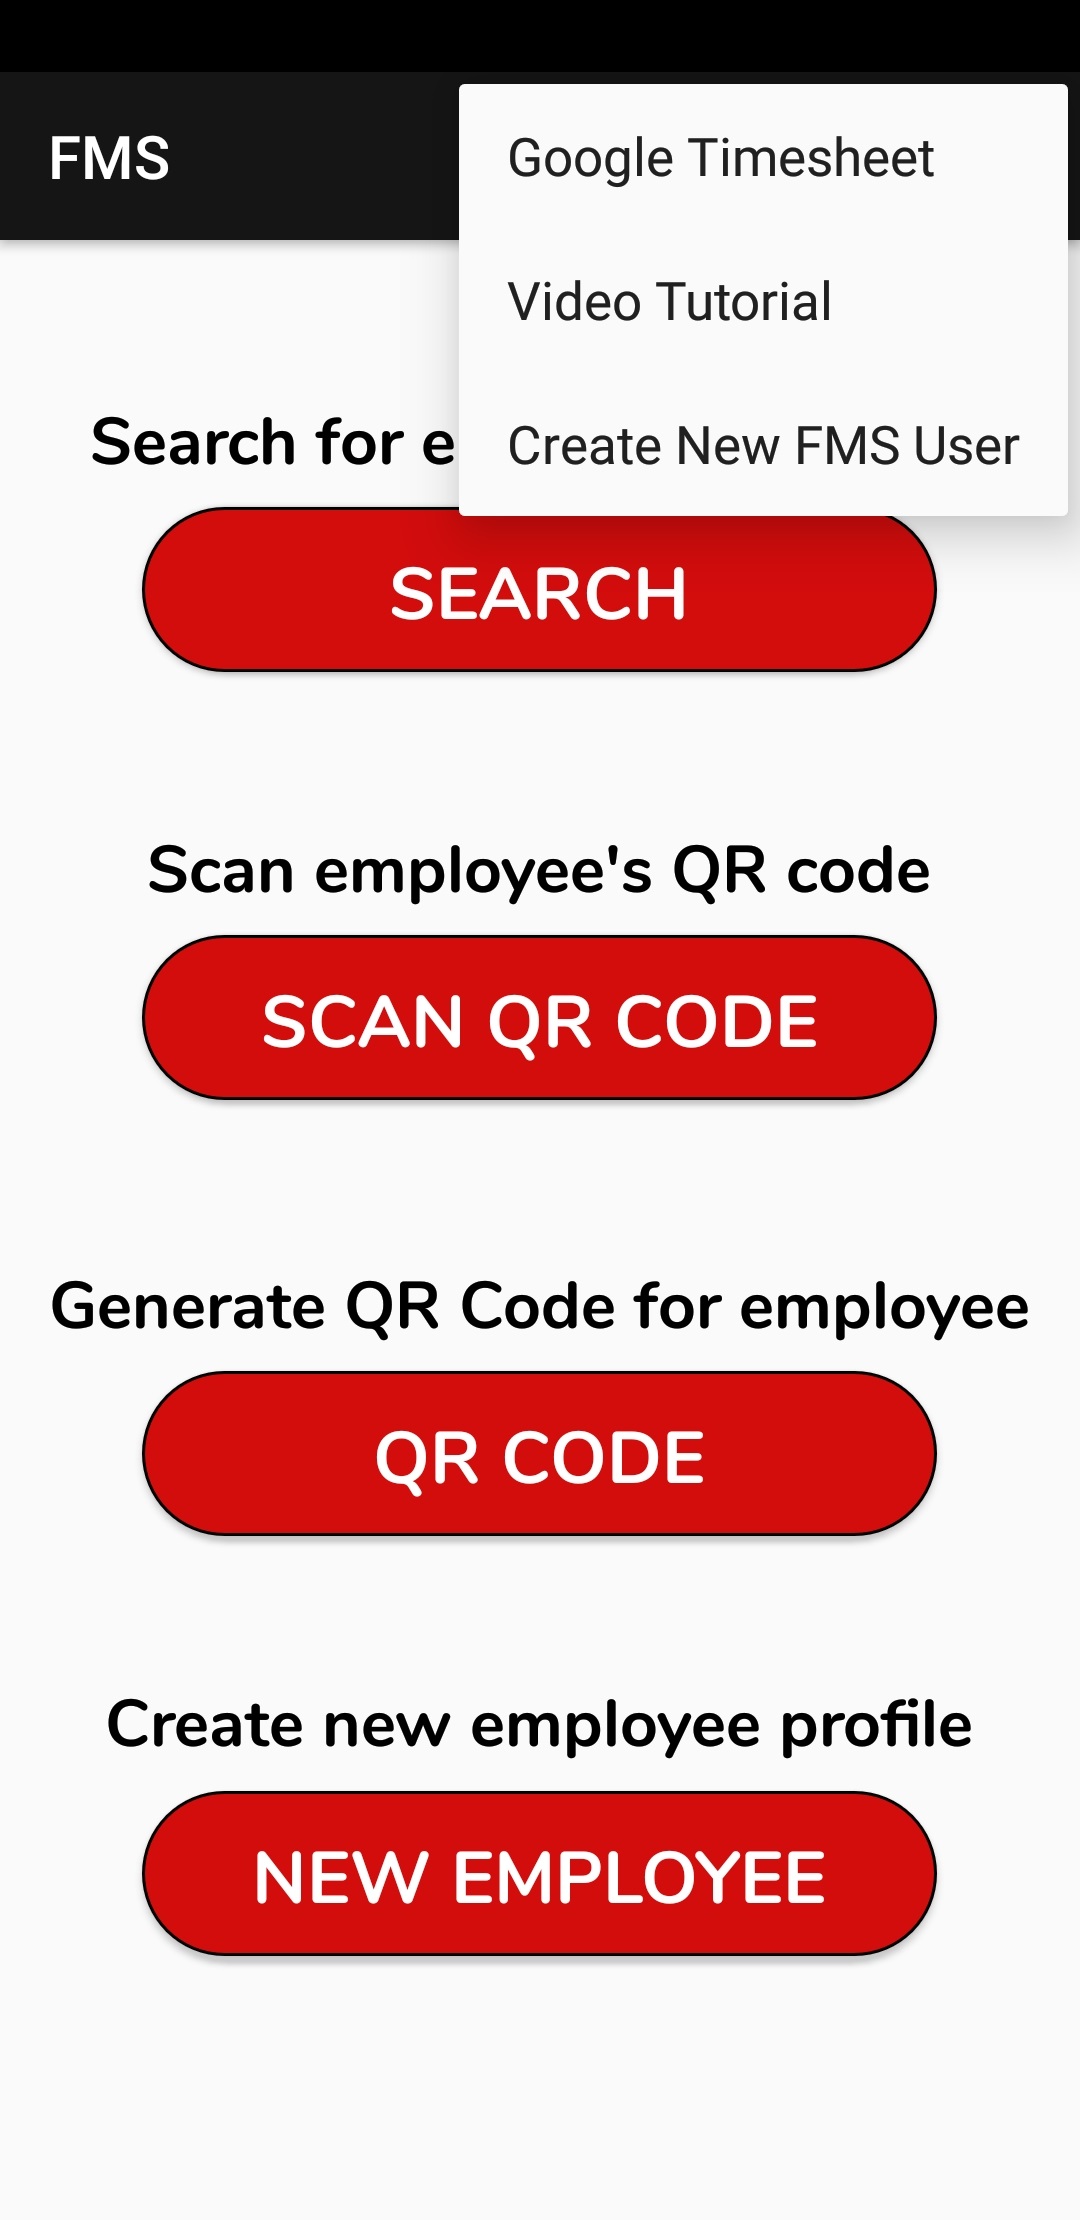 FMS
Google Timesheet
Video Tutorial
Create New FMS User
Search for e
SEARCH
Scan employee's QR code
SCAN QR CODE
Generate QR Code for employee
QR CODE
Create new employee profile
NEW EMPLOYEE